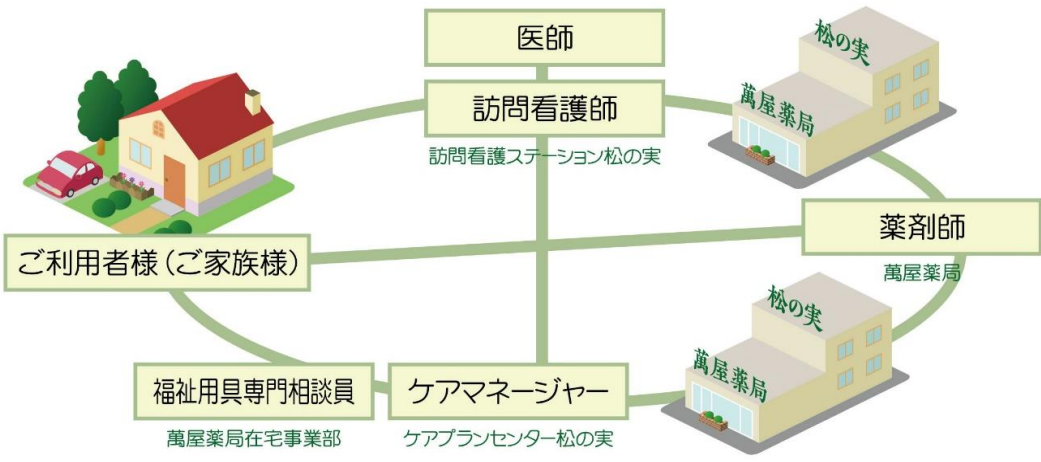 医師
訪問看護師
訪問看護ステーション松の実
松の実
萬屋薬局
ご利用者様（ご家族様）
薬剤師
萬屋薬局
松の実
萬屋薬局
福祉用具専門相談員
萬屋薬局在宅事業部
ケアマネージャー
ケアプランセンター松の実